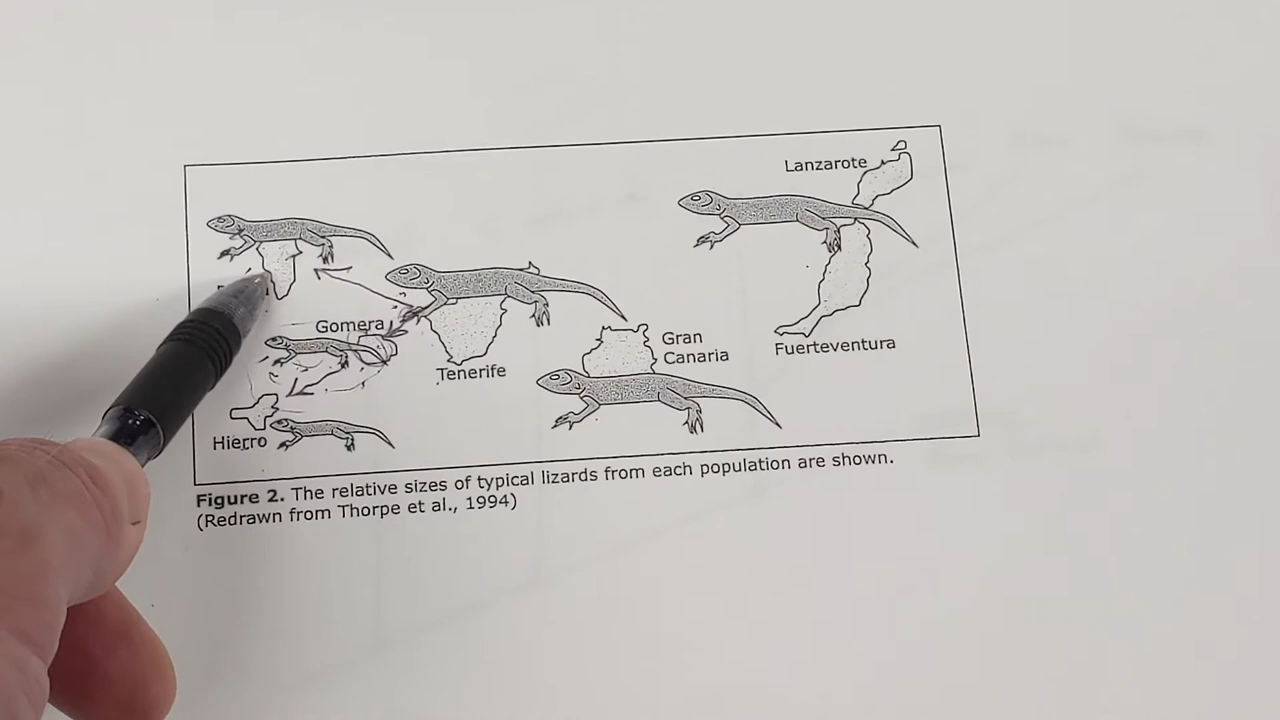 Lanzarote
Gomera
Gran
Canaria
Tenerife
Fuerteventura
Hierro
Figure 2. The relative sizes of typical lizards from each population are shown.
(Redrawn from Thorpe et al., 1994)